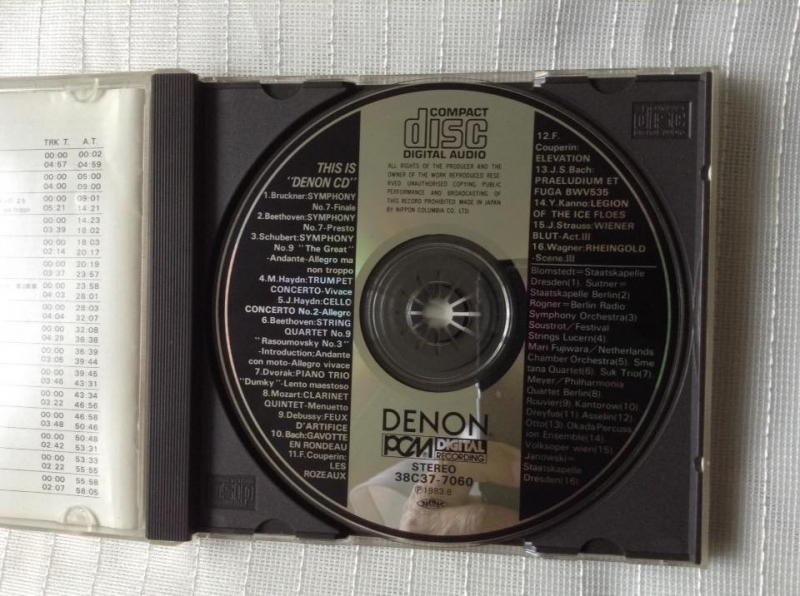 TRK T. A.T.
00:00 00:02
04:57 04:59
00:00 05:00
04:00 09:00
00:00 09:01
05:21 14:21
00:00 14:23
03:39 18:02
00:00 18:03
02:14 20:17
00:00 20:19
03:37 23:57
00:00 23:58
04:03 28:01
00:00 28:03
04:04 32:07
00:00 32:08
04:29 36:38
00:00 36:39
03:05 39:44
00:00 39:45
03:46 43:31
00:00 43:34
03:22 46:56
00:00 46:58
03:48 50:46
00:00 50:48
02:42 53:31
00:00 53:33
02:22 55:55
00:00 55:58
02:07 58:05
THIS IS
"DENON CD"
1.Bruckner:SYMPHONY
No.7-Finale
2.Beethoven:SYMPHONY
No.7-Presto
3.Schubert:SYMPHONY
No.9 "The Great"
-Andante-Allegro ma
non troppo
4.M.Haydn:TRUMPET
CONCERTO-Vivace
5.J.Haydn:CELLO
CONCERTO No.2-Allegro
6.Beethoven:STRING
QUARTET No.9
"Rasoumovsky No.3"
-Introduction:Andante
con moto-Allegro vivace
7.Dvorak:PIANO TRIO
"Dumky"-Lento maestoso
8.Mozart:CLARINET
QUINTET-Menuetto
9.Debussy:FEUX
D'ARTIFICE
10.Bach:GAVOTTE
EN RONDEAU
11.F.Couperin:
LES
ROZEAUX
COMPACT
disc
DIGITAL AUDIO
ALL RIGHTS OF THE PRODUCER AND THE
OWNER OF THE WORK REPRODUCED RESE
RVED UNAUTHORISED COPYING PUBLIC
PERFORMANCE AND BROADCASTING OF
THIS RECORD PROHIBITED MADE IN JAPAN
BY NIPPON COLUMBIA CO. LTD.
DENON
PCM DIGITAL
RECORDING
STEREO
38C37-7060
Ⓟ1983.8
12.F.
Couperin:
ELEVATION
13.J.S.Bach:
PRAELUDIUM ET
FUGA BWV535
14.Y.Kanno:LEGION
OF THE ICE FLOES
15.J.Strauss:WIENER
BLUT-Act.III
16.Wagner:RHEINGOLD
-Scene.III
Blomstedt=Staatskapelle
Dresden(1). Suitner=
Staatskapelle Berlin(2)
Rogner=Berlin Radio
Symphony Orchestra(3)
Soustrot/Festival
Strings Lucern(4)
Mari Fujiwara/Netherlands
Chamber Orchestra(5). Sme
tana Quartet(6). Suk Trio(7)
Meyer/Philharmonia
Quartet Berlin(8)
Rouvier(9). Kantorow(10)
Dreyfus(11) Asselin(12)
Otto(13) Okada Percuss
ion Ensemble(14)
Volksoper wien(15)
Janowski=
Staatskapelle
Dresden(16)
COMPACT
disc